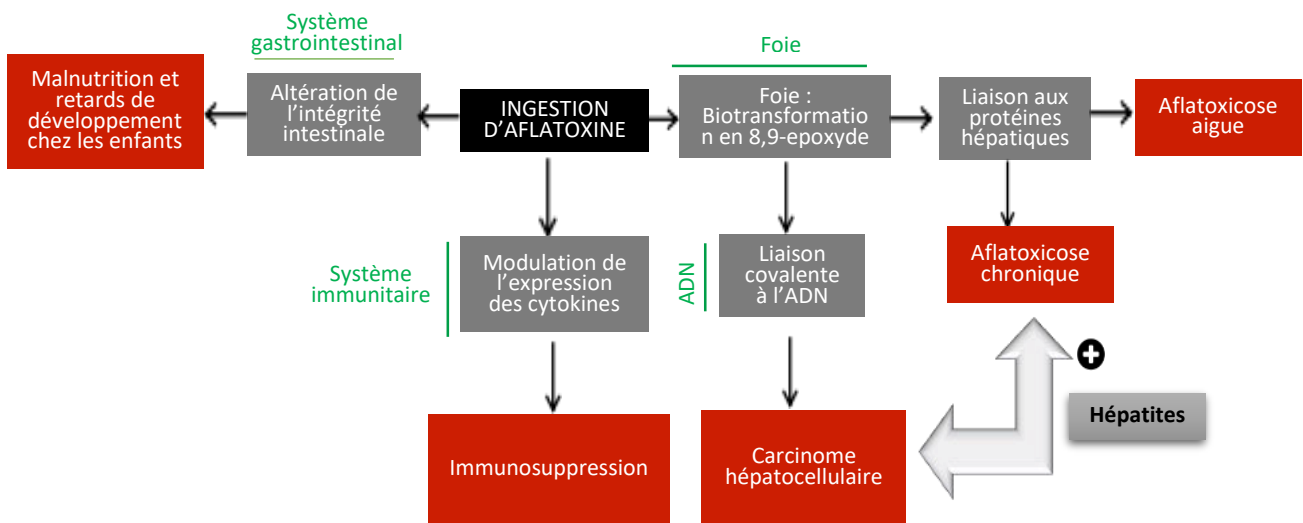 Système
gastrointestinal
Foie
Malnutrition et
retards de
développement
chez les enfants
Altération de
l'intégrité
intestinale
INGESTION
D'AFLATOXINE
Foie :
Biotransformatio
n en 8,9-epoxyde
Liaison aux
protéines
hépatiques
Aflatoxicose
aigue
Système
immunitaire
Modulation de
l'expression
des cytokines
ADN
Liaison
covalente
à l'ADN
Aflatoxicose
chronique
Hépatites
Immunosuppression
Carcinome
hépatocellulaire